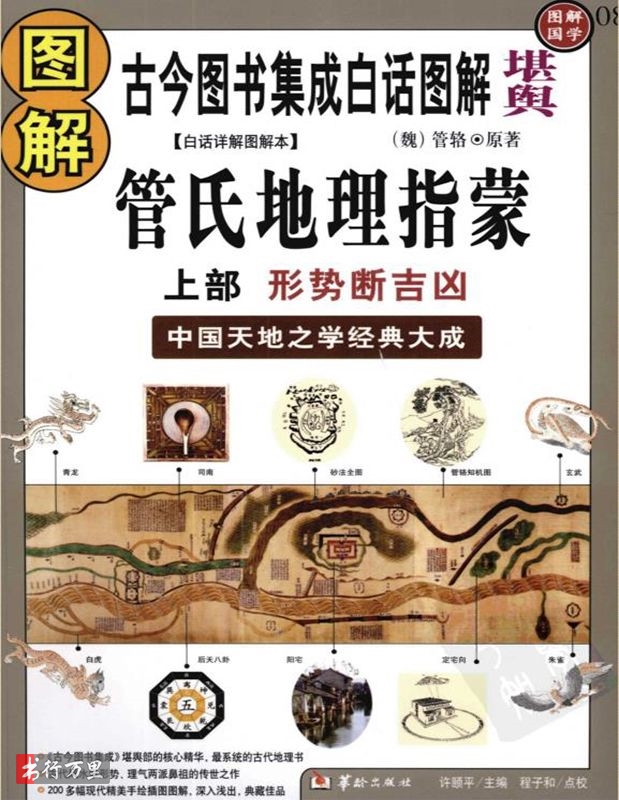 图解
国学
08
图解
古今图书集成白话图解
堪舆
【白话详解图解本】
（魏）管辂⊙原著
管氏地理指蒙
上部 形势断吉凶
中国天地之学经典大成
青龙
司南
砂法全图
管辂知机图
玄武
白虎
后天八卦
阳宅
定宅向
朱雀
五
《古今图书集成》堪舆部的核心精华，最系统的古代地理书
形势、理气两派鼻祖的传世之作
200多幅现代精美手绘插图图解，深入浅出，典藏佳品
书行万里
华龄出版社
许颐平/主编 程子和/点校